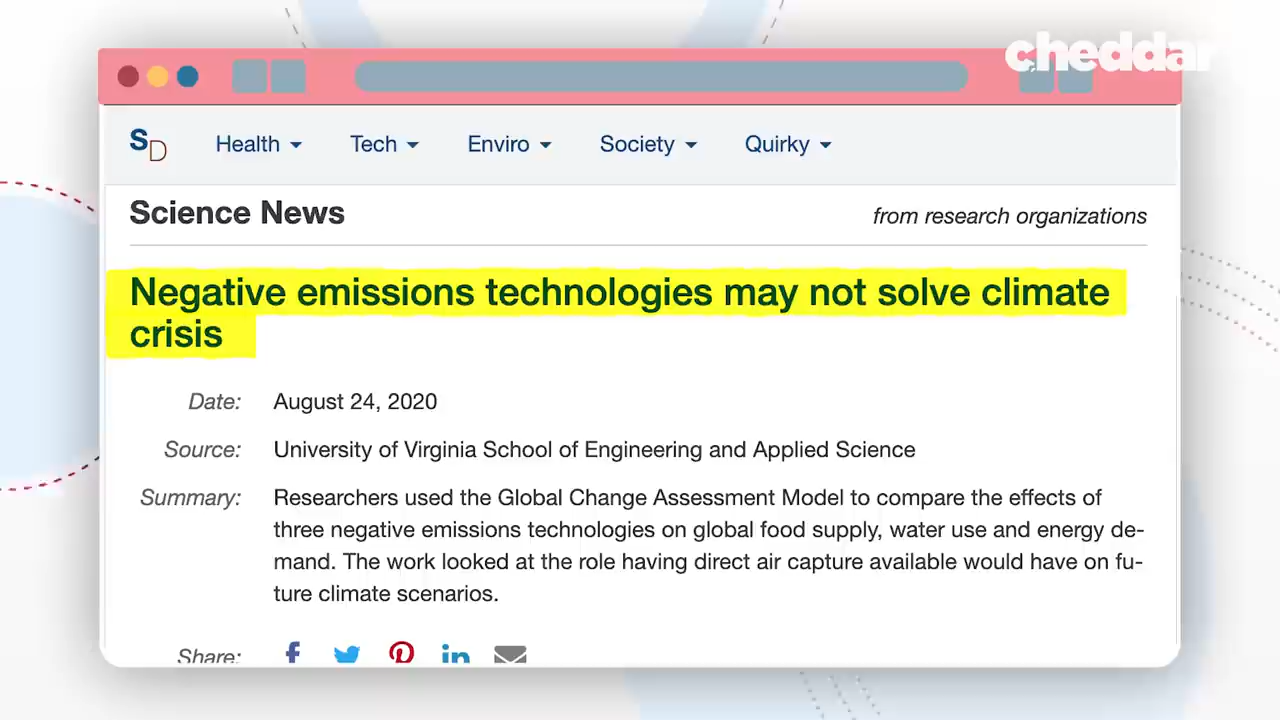 cheddar
S
D
Health
Tech
Enviro
Society
Quirky
Science News
from research organizations
Negative emissions technologies may not solve climate
crisis
Date: August 24, 2020
Source: University of Virginia School of Engineering and Applied Science
Summary: Researchers used the Global Change Assessment Model to compare the effects of
three negative emissions technologies on global food supply, water use and energy de-
mand. The work looked at the role having direct air capture available would have on fu-
ture climate scenarios.
Share: